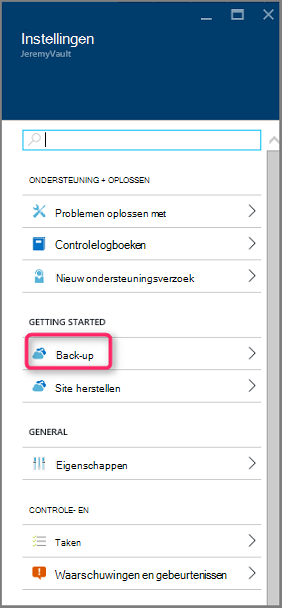 Instellingen
JeremyVault
ONDERSTEUNING + OPLOSSEN
Problemen oplossen met
Controlelogboeken
Nieuw ondersteuningsverzoek
GETTING STARTED
Back-up
Site herstellen
GENERAL
Eigenschappen
CONTROLE- EN
Taken
Waarschuwingen en gebeurtenissen